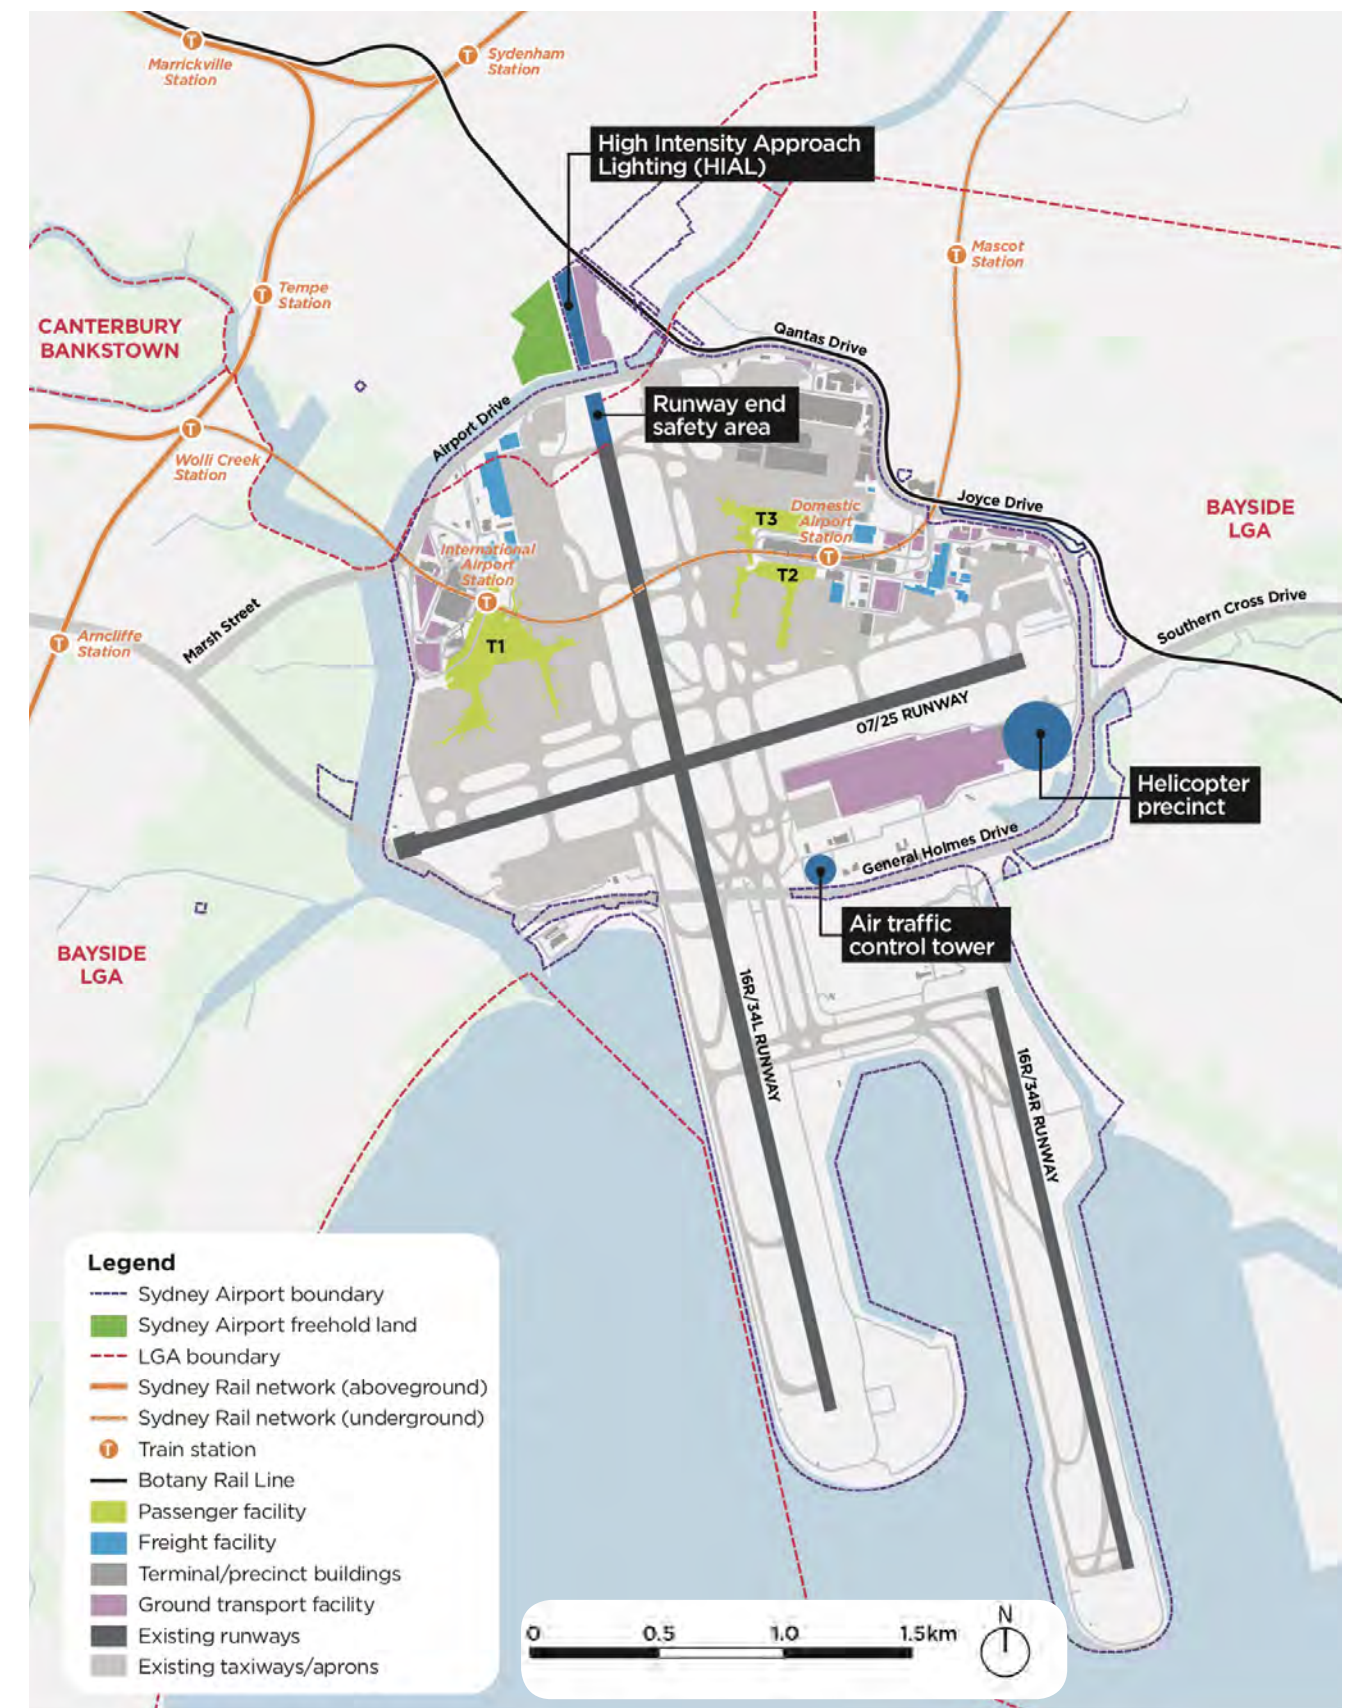 Marrickville
Station
Sydenham
Station
High Intensity Approach
Lighting (HIAL)
Mascot
Station
Tempe
Station
CANTERBURY
BANKSTOWN
Qantas Drive
Runway end
safety area
Airport Drive
Wolli Creek
Station
Joyce Drive
BAYSIDE
LGA
T3
Domestic
Airport
Station
International
Airport
Station
T2
Southern Cross Drive
Marsh Street
Arncliffe
Station
T1
07/25 RUNWAY
Helicopter
precinct
General Holmes Drive
Air traffic
control tower
BAYSIDE
LGA
16R/34L RUNWAY
16R/34R RUNWAY
Legend
Sydney Airport boundary
Sydney Airport freehold land
LGA boundary
Sydney Rail network (aboveground)
Sydney Rail network (underground)
T Train station
Botany Rail Line
Passenger facility
Freight facility
Terminal/precinct buildings
Ground transport facility
Existing runways
Existing taxiways/aprons
0 0.5 1.0 1.5km
N